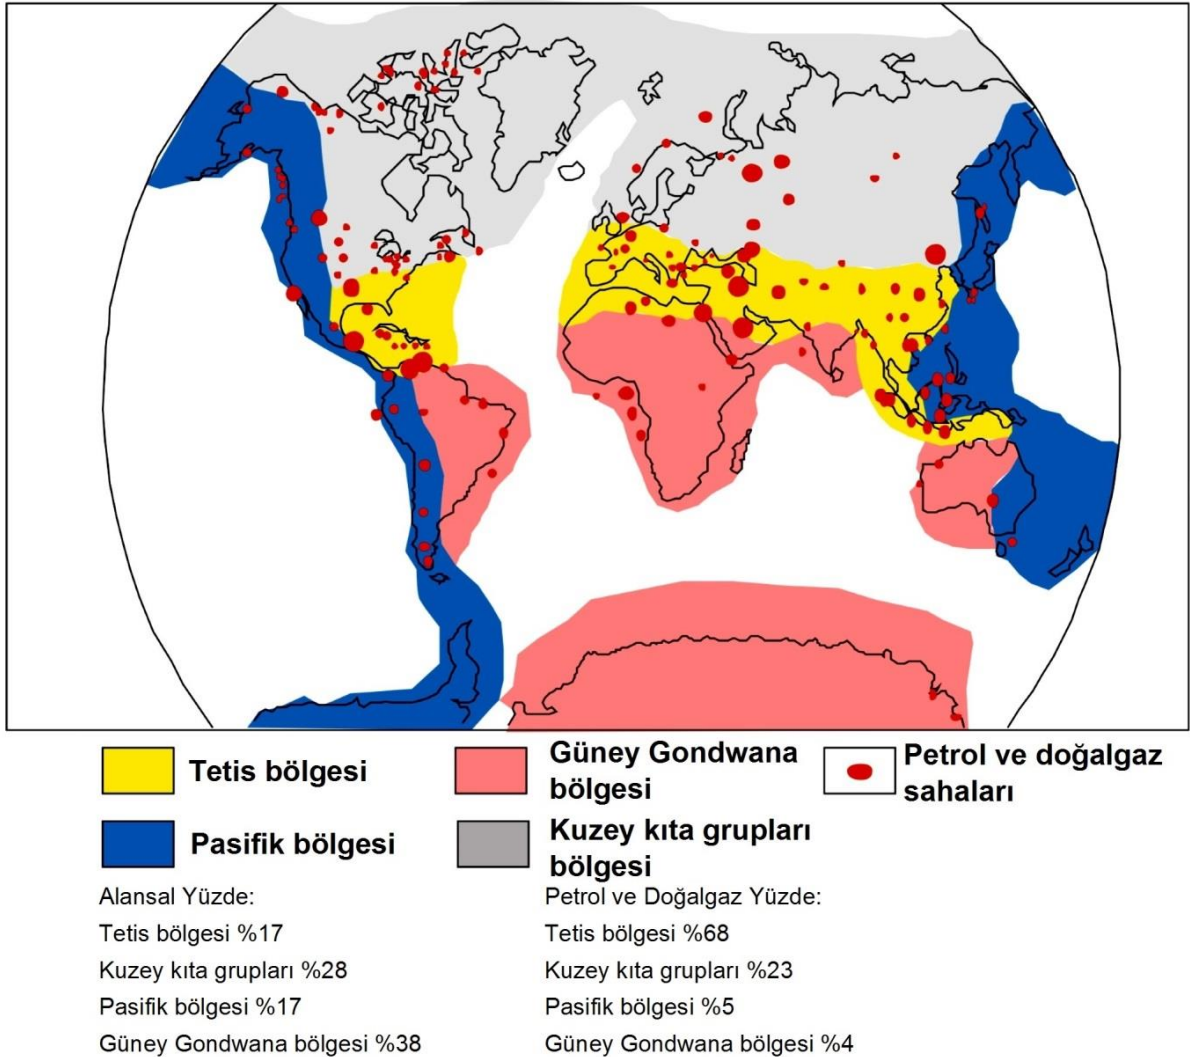 Tetis bölgesi
Güney Gondwana
bölgesi
Petrol ve doğalgaz
sahaları
Pasifik bölgesi
Kuzey kıta grupları
bölgesi
Alansal Yüzde:
Tetis bölgesi %17
Kuzey kıta grupları %28
Pasifik bölgesi %17
Güney Gondwana bölgesi %38
Petrol ve Doğalgaz Yüzde:
Tetis bölgesi %68
Kuzey kıta grupları %23
Pasifik bölgesi %5
Güney Gondwana bölgesi %4